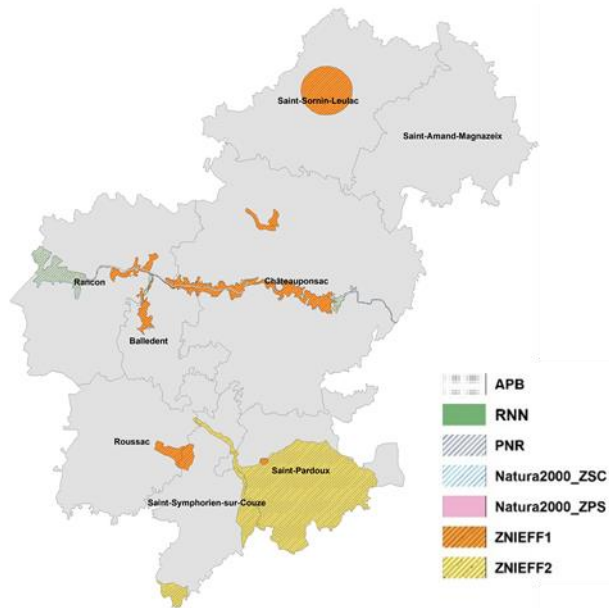 Saint-Sornin-Leulac
Saint-Amand-Magnazeix
Châteauponsac
Rancon
Balledent
Roussac
Saint-Pardoux
Saint-Symphorien-sur-Couze
APB
RNN
PNR
Natura2000_ZSC
Natura2000_ZPS
ZNIEFF1
ZNIEFF2